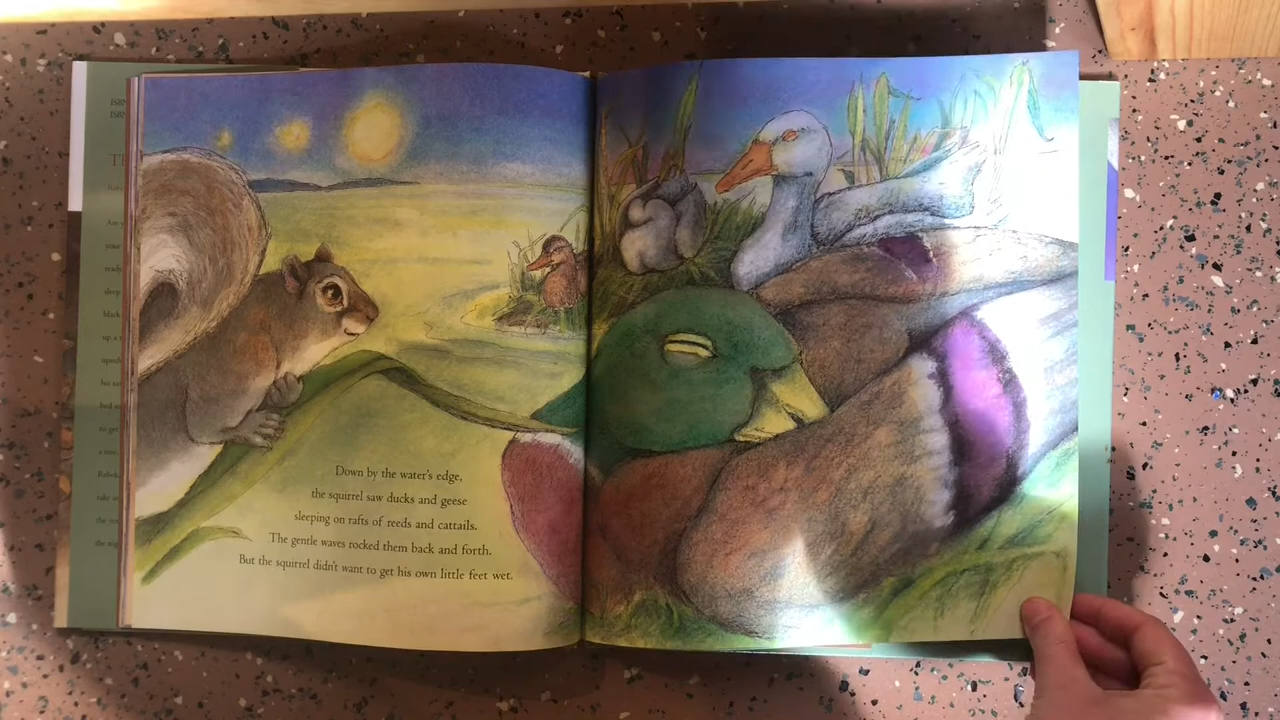 ISBN
ISBN
Down by the water's edge,
the squirrel saw ducks and geese
sleeping on rafts of reeds and cattails.
The gentle waves rocked them back and forth.
But the squirrel didn't want to get his own little feet wet.